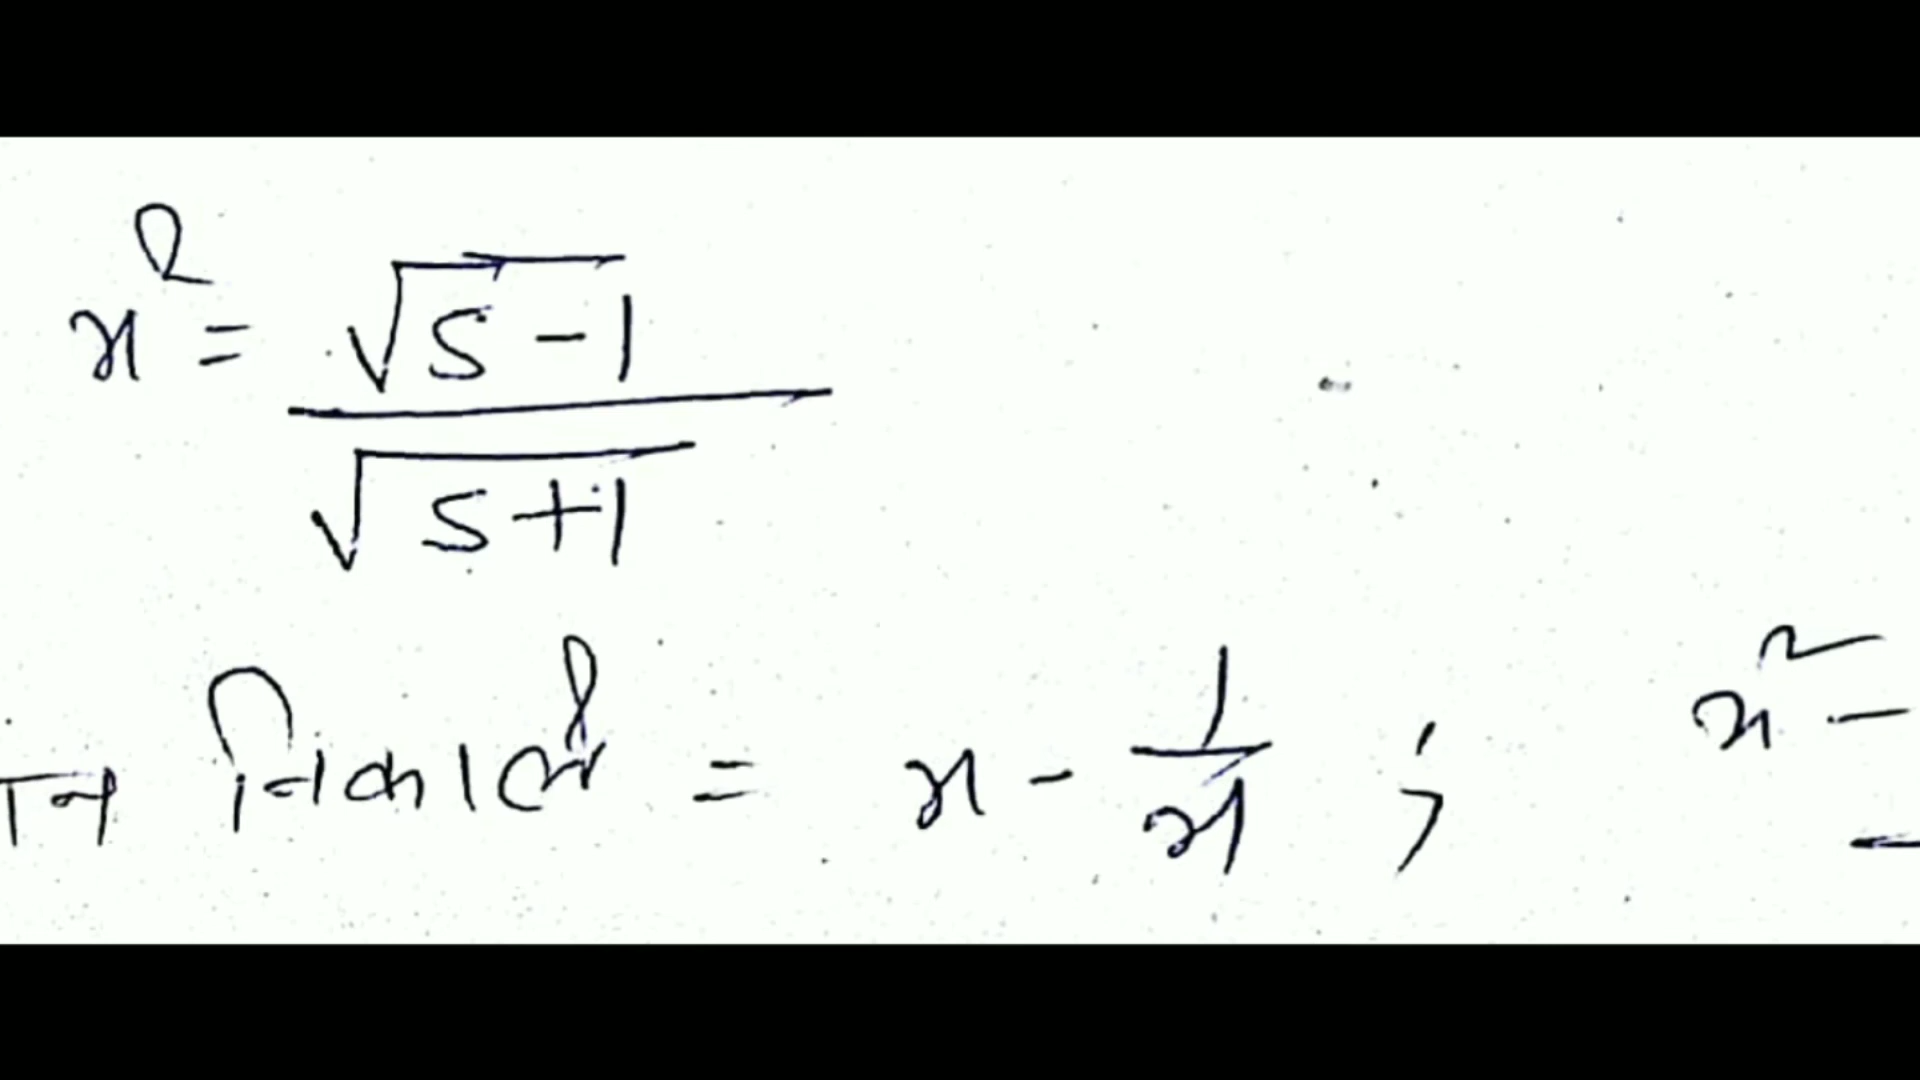 x² = √(5-1) / √(5+1)
निकालें = x - 1/x ; x² -